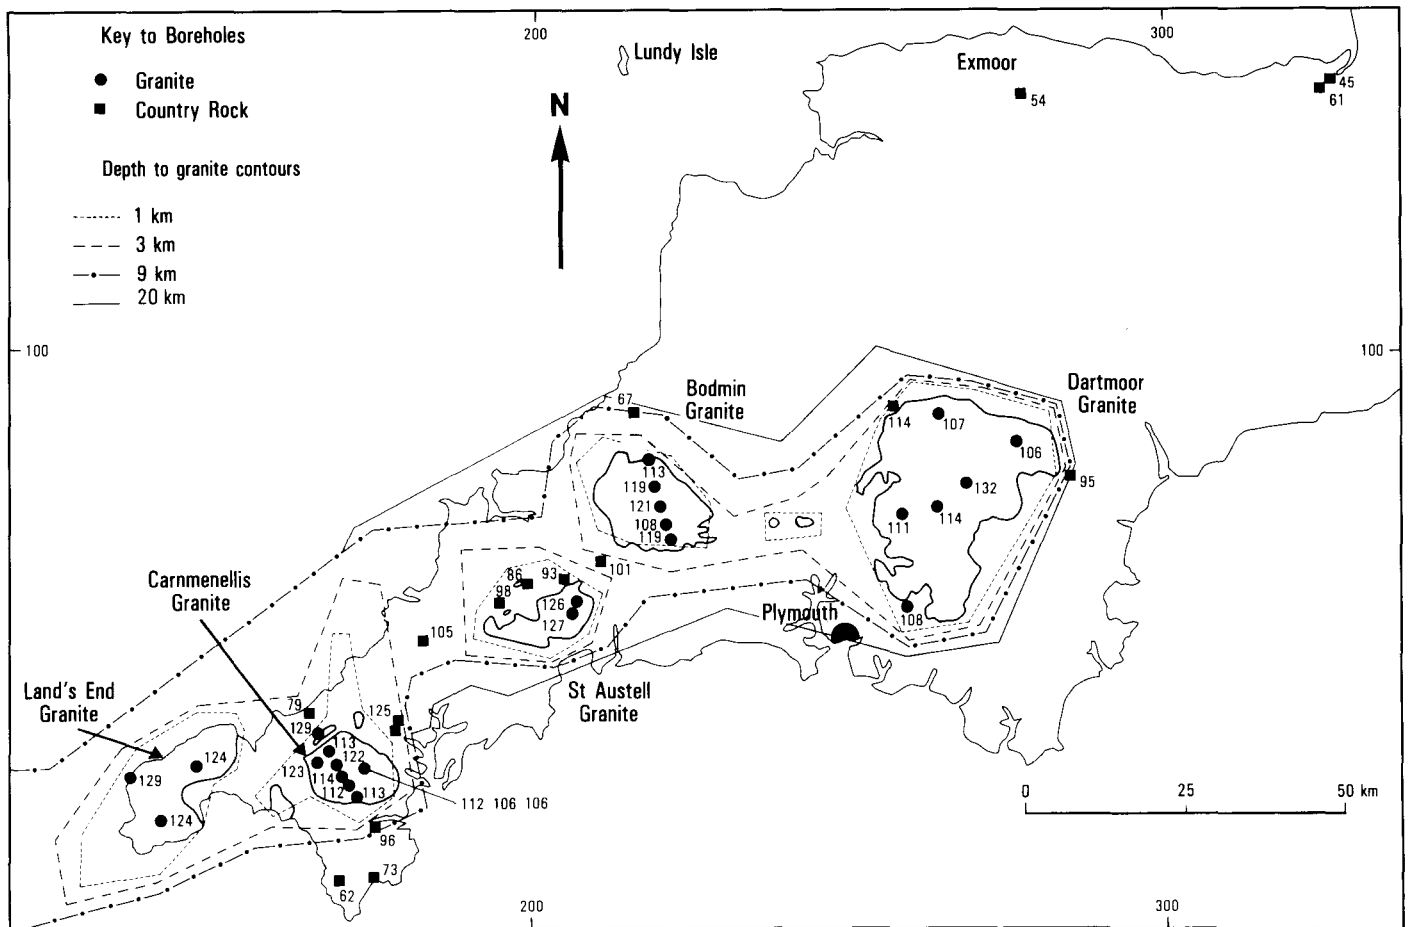 200
300
Key to Boreholes
Granite
Country Rock
Lundy Isle
Exmoor
54
45
61
N
Depth to granite contours
1 km
3 km
9 km
20 km
100
100
Bodmin
Granite
Dartmoor
Granite
67
114
107
106
132
95
111
114
108
113
119
121
108
119
101
86
93
98
126
127
105
Plymouth
St Austell
Granite
Carnmenellis
Granite
Land's End
Granite
79
129
125
113
123
122
114
112
113
112 106 106
124
129
124
96
73
62
0
25
50 km
200
300